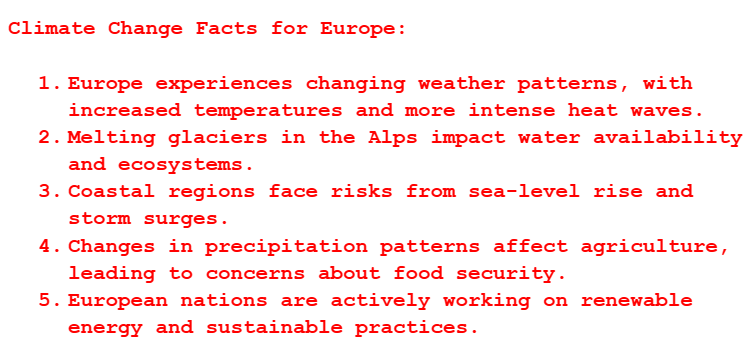 Climate Change Facts for Europe:
1. Europe experiences changing weather patterns, with
increased temperatures and more intense heat waves.
2. Melting glaciers in the Alps impact water availability
and ecosystems.
3. Coastal regions face risks from sea-level rise and
storm surges.
4. Changes in precipitation patterns affect agriculture,
leading to concerns about food security.
5. European nations are actively working on renewable
energy and sustainable practices.